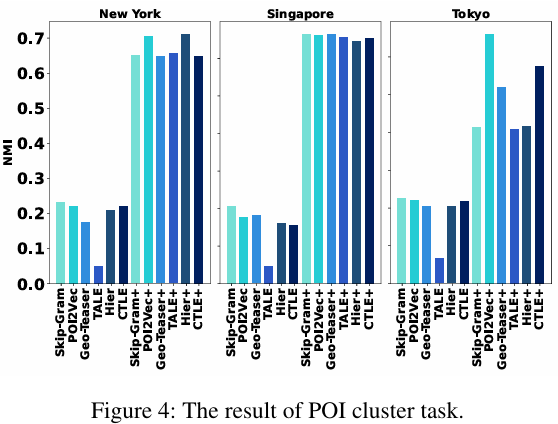 New York
Singapore
Tokyo
NMI
0.7
0.6
0.5
0.4
0.3
0.2
0.1
0.0
Skip-Gram
POI2Vec
Geo-Teaser
TALE
Hier
CTLE
Skip-Gram+
POI2Vec+
Geo-Teaser+
TALE+
Hier+
CTLE+
Skip-Gram
POI2Vec
Geo-Teaser
TALE
Hier
CTLE
Skip-Gram+
POI2Vec+
Geo-Teaser+
TALE+
Hier+
CTLE+
Skip-Gram
POI2Vec
Geo-Teaser
TALE
Hier
CTLE
Skip-Gram+
POI2Vec+
Geo-Teaser+
TALE+
Hier+
CTLE+
Figure 4: The result of POI cluster task.